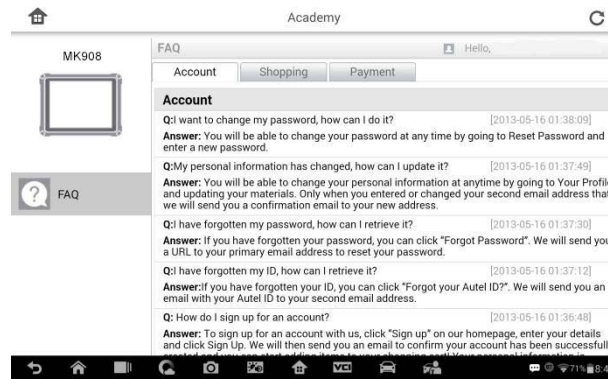 Academy
MK908
FAQ
FAQ
Hello,
Account
Shopping
Payment
Account
Q:I want to change my password, how can I do it? [2013-05-16 01:38:09]
Answer: You will be able to change your password at any time by going to Reset Password and
enter a new password.
Q:My personal information has changed, how can I update it? [2013-05-16 01:37:49]
Answer: You will be able to change your personal information at anytime by going to Your Profile
and updating your materials. Only when you entered or changed your second email address that
we will send you a confirmation email to your new address.
Q:I have forgotten my password, how can I retrieve it? [2013-05-16 01:37:30]
Answer: If you have forgotten your password, you can click "Forgot Password". We will send you
a URL to your primary email address to reset your password.
Q:I have forgotten my ID, how can I retrieve it? [2013-05-16 01:37:12]
Answer:If you have forgotten your ID, you can click "Forgot your Autel ID?". We will send you an
email with your Autel ID to your second email address.
Q: How do I sign up for an account? [2013-05-16 01:36:48]
Answer: To sign up for an account with us, click "Sign up" on our homepage, enter your details
and click Sign Up. We will then send you an email to confirm your account has been successfull
VCI
71%